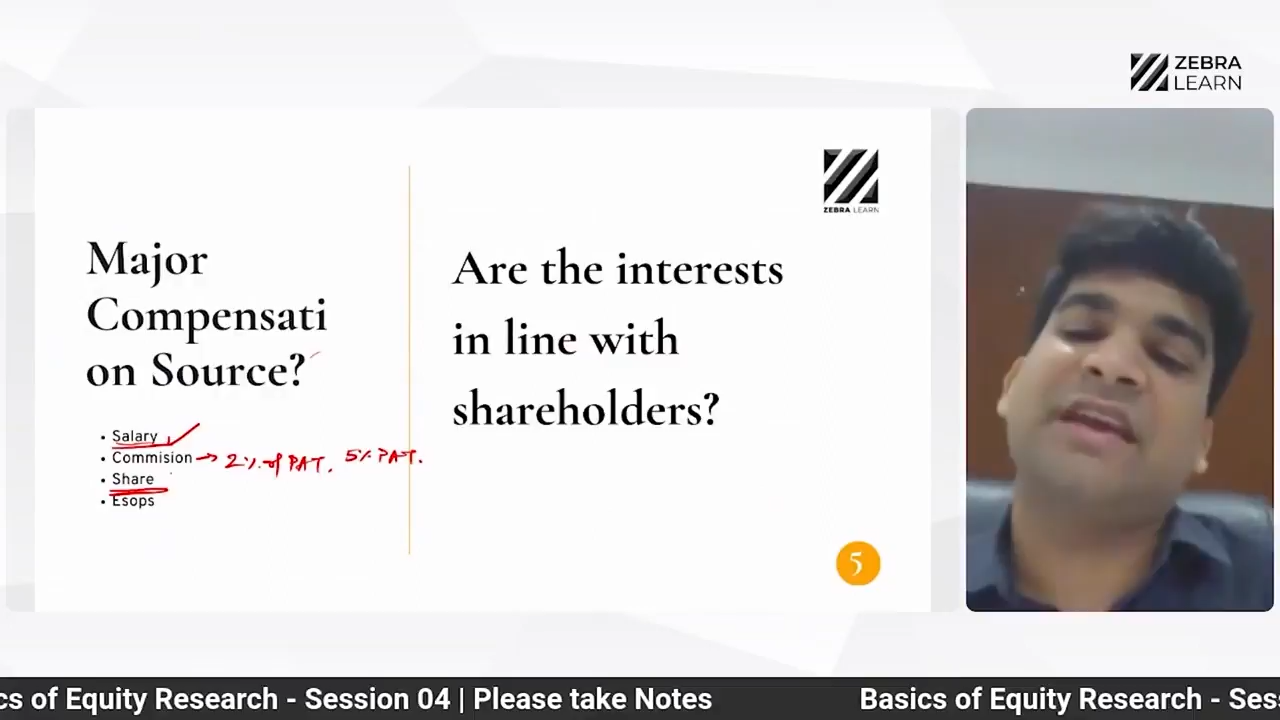 ZEBRA
LEARN
ZEBRA LEARN
Major
Compensati
on Source?
• Salary
• Commision → 2% of PAT. 5% PAT.
• Share
• Esops
Are the interests
in line with
shareholders?
5
cs of Equity Research - Session 04 | Please take Notes
Basics of Equity Research - Ses